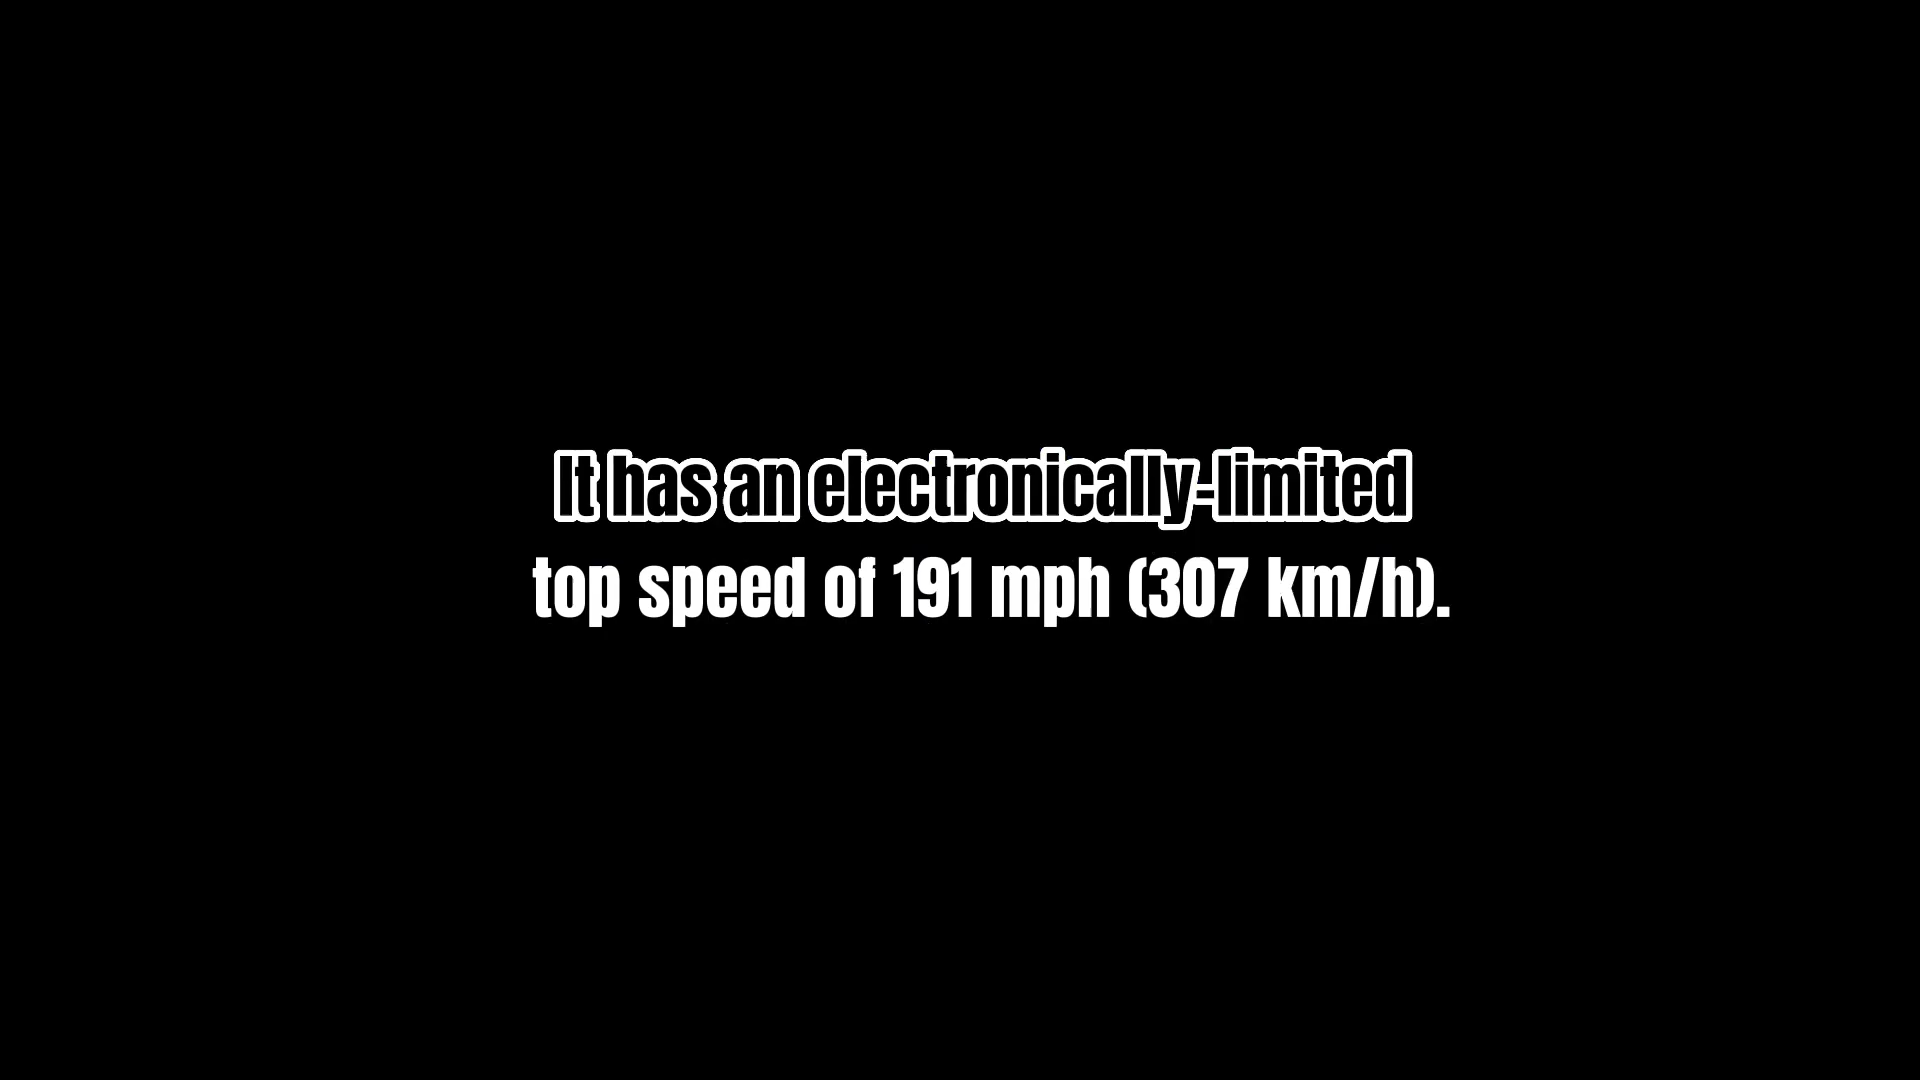 It has an electronically-limited
top speed of 191 mph (307 km/h).